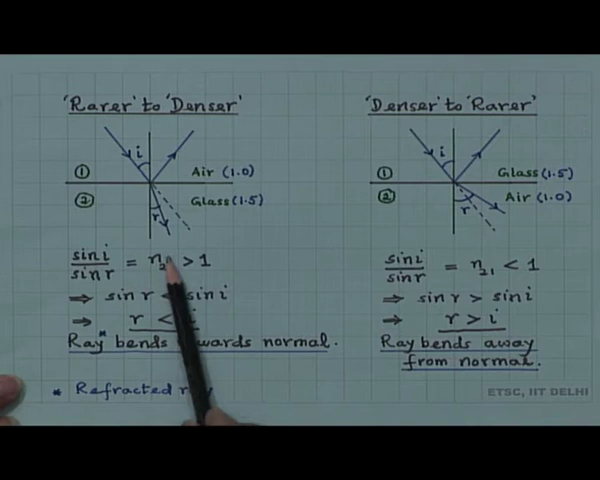 'Rarer' to 'Denser'
i
① Air (1.0)
② Glass (1.5)
r
sin i / sin r = n2 > 1
⇒ sin r < sin i
⇒ r < i
Ray* bends wards normal.
* Refracted
'Denser' to 'Rarer'
i
① Glass (1.5)
② Air (1.0)
r
sin i / sin r = n21 < 1
⇒ sin r > sin i
⇒ r > i
Ray bends away
from normal.
ETSC, IIT DELHI